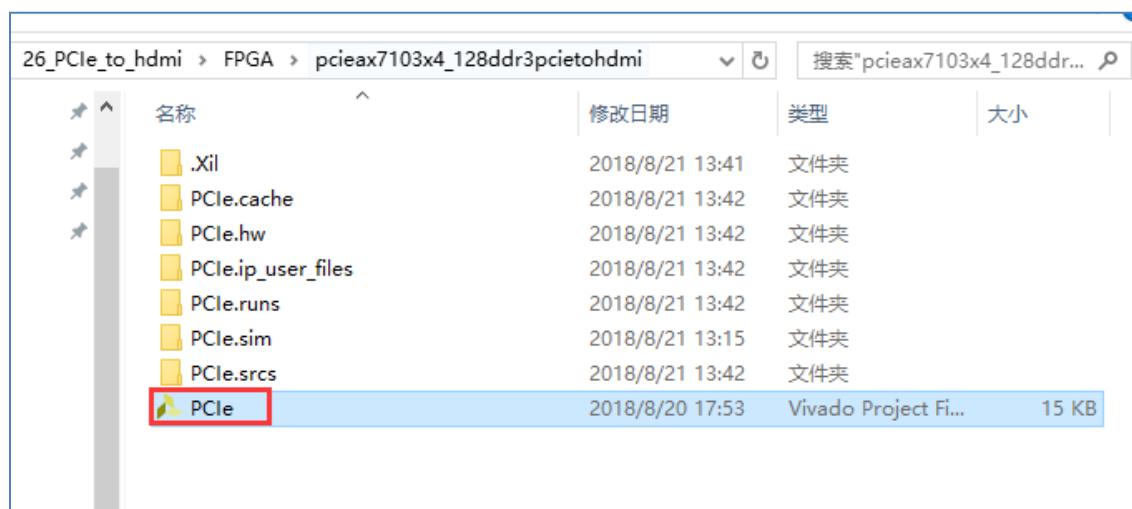 26_PCIe_to_hdmi › FPGA › pcieax7103x4_128ddr3pcietohdmi 搜索"pcieax7103x4_128ddr...
名称 修改日期 类型 大小
.Xil 2018/8/21 13:41 文件夹
PCIe.cache 2018/8/21 13:42 文件夹
PCIe.hw 2018/8/21 13:42 文件夹
PCIe.ip_user_files 2018/8/21 13:42 文件夹
PCIe.runs 2018/8/21 13:42 文件夹
PCIe.sim 2018/8/21 13:15 文件夹
PCIe.srcs 2018/8/21 13:42 文件夹
PCIe 2018/8/20 17:53 Vivado Project Fi... 15 KB